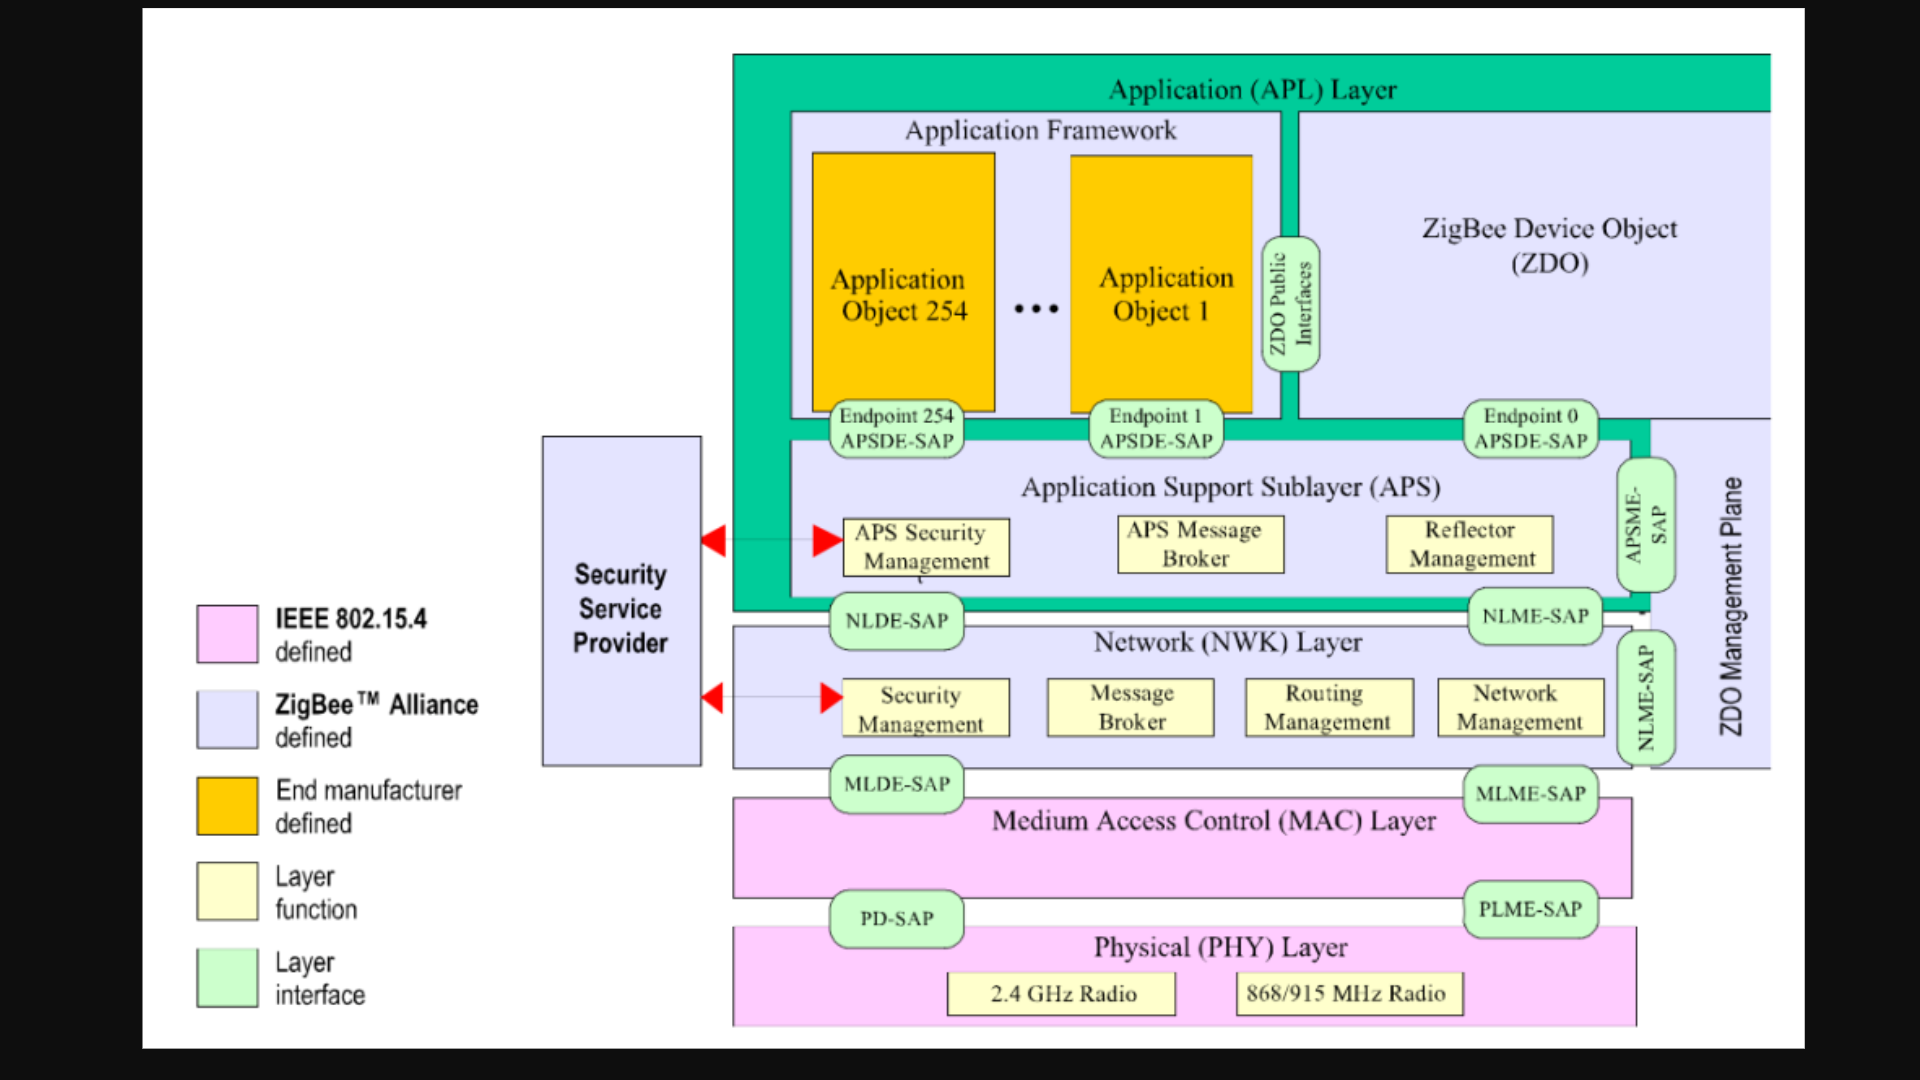 Application (APL) Layer
Application Framework
Application
Object 254
...
Application
Object 1
ZDO Public
Interfaces
ZigBee Device Object
(ZDO)
Endpoint 254
APSDE-SAP
Endpoint 1
APSDE-SAP
Endpoint 0
APSDE-SAP
Application Support Sublayer (APS)
APS Security
Management
APS Message
Broker
Reflector
Management
APSME-
SAP
ZDO Management Plane
Security
Service
Provider
NLDE-SAP
NLME-SAP
Network (NWK) Layer
Security
Management
Message
Broker
Routing
Management
Network
Management
NLME-SAP
MLDE-SAP
MLME-SAP
Medium Access Control (MAC) Layer
PD-SAP
PLME-SAP
Physical (PHY) Layer
2.4 GHz Radio
868/915 MHz Radio
IEEE 802.15.4
defined
ZigBee™ Alliance
defined
End manufacturer
defined
Layer
function
Layer
interface